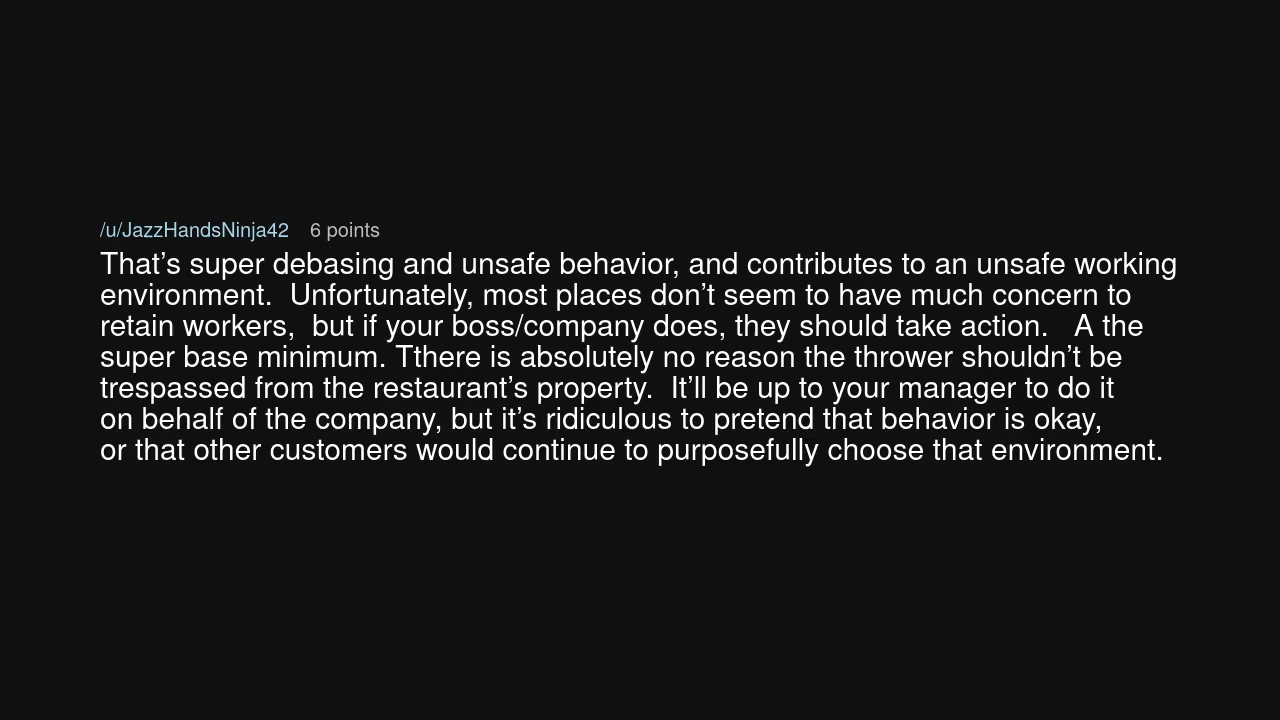 /u/JazzHandsNinja42 6 points
That’s super debasing and unsafe behavior, and contributes to an unsafe working
environment.  Unfortunately, most places don’t seem to have much concern to
retain workers,  but if your boss/company does, they should take action.   A the
super base minimum. Tthere is absolutely no reason the thrower shouldn’t be
trespassed from the restaurant’s property.  It’ll be up to your manager to do it
on behalf of the company, but it’s ridiculous to pretend that behavior is okay,
or that other customers would continue to purposefully choose that environment.